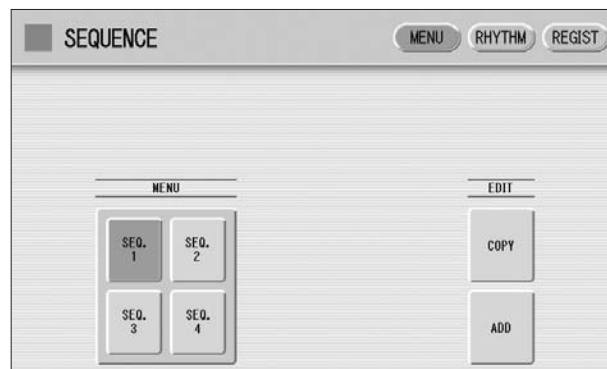 SEQUENCE MENU RHYTHM REGIST
MENU EDIT
SEQ. 1 SEQ. 2 COPY
SEQ. 3 SEQ. 4 ADD